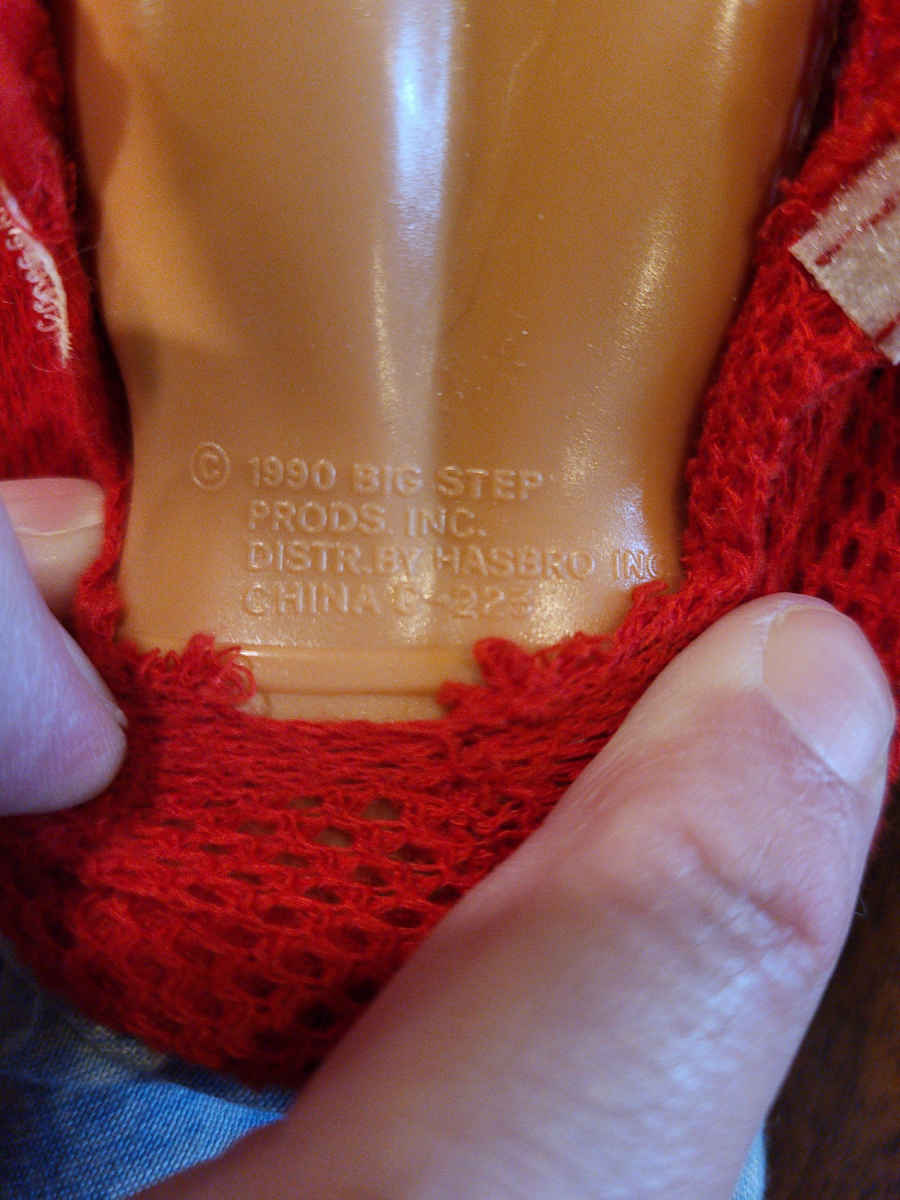 © 1990 BIG STEP
PRODS. INC.
DISTR.BY HASBRO INC
CHINA